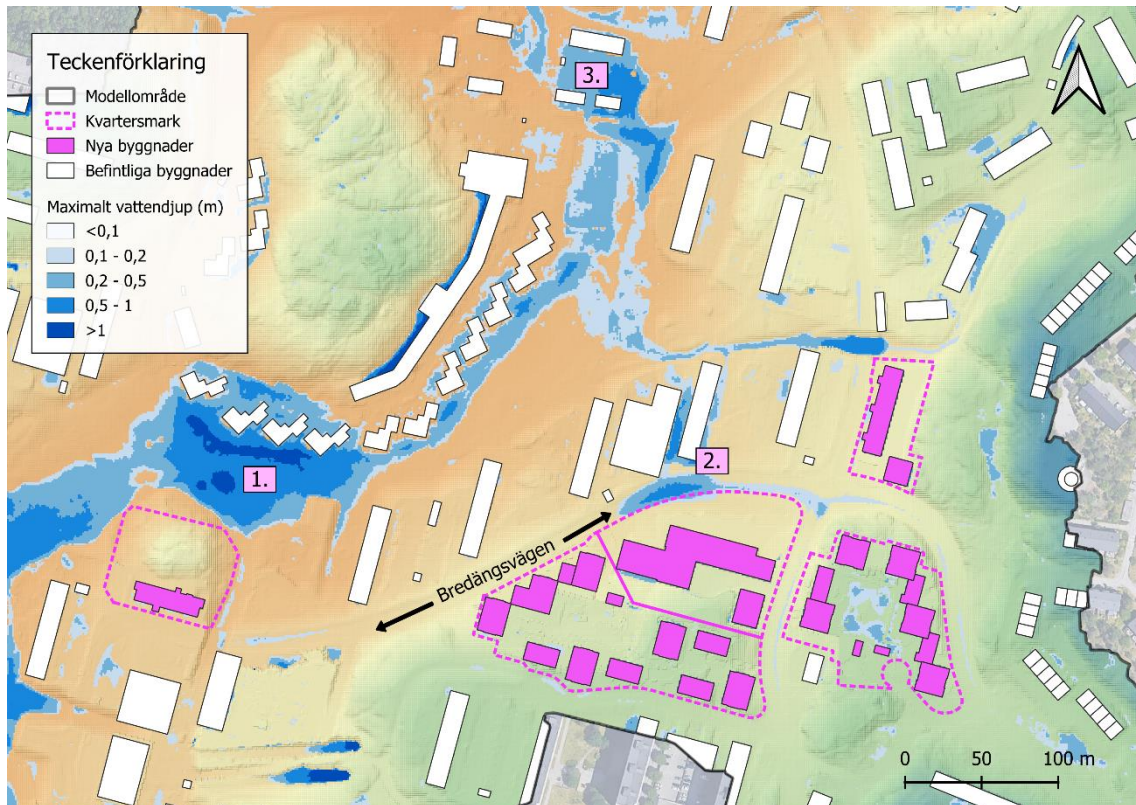 Teckenförklaring
Modellområde
Kvartersmark
Nya byggnader
Befintliga byggnader
Maximalt vattendjup (m)
<0,1
0,1 - 0,2
0,2 - 0,5
0,5 - 1
>1
3.
2.
1.
Bredängsvägen
0 50 100 m